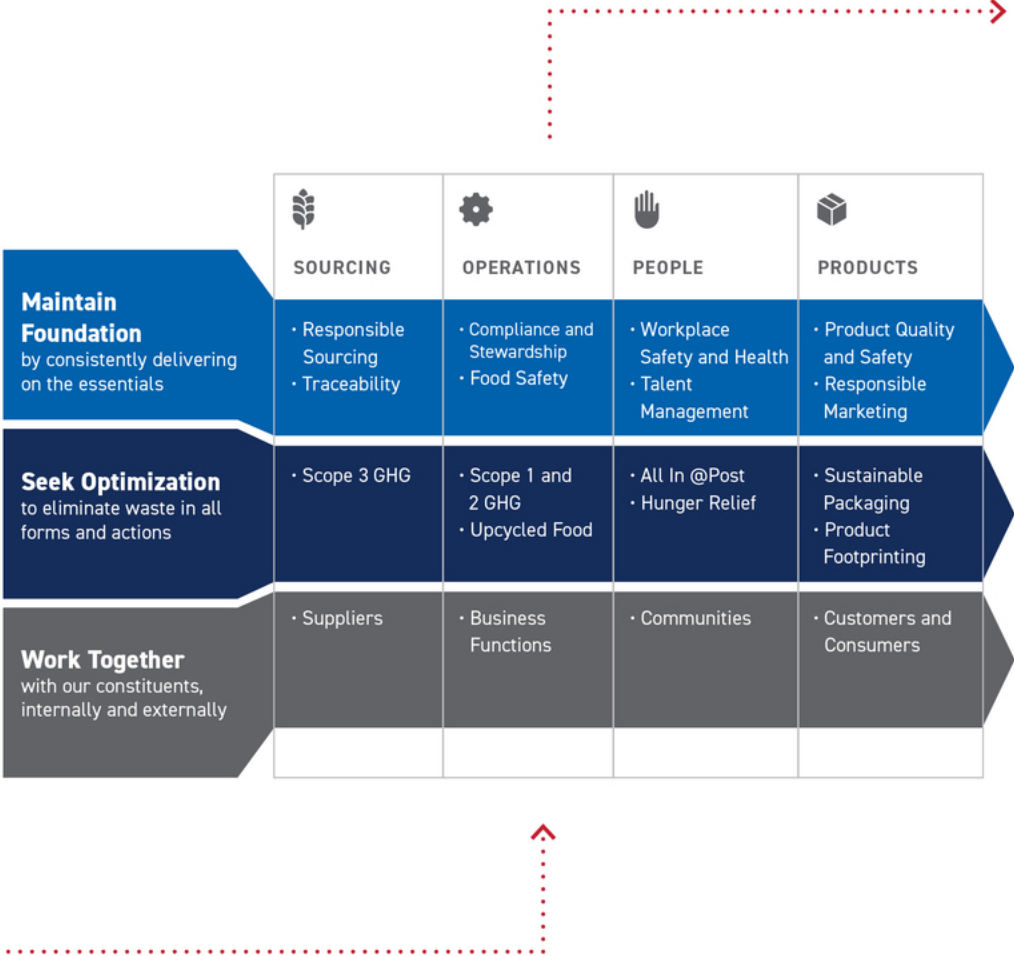 SOURCING
OPERATIONS
PEOPLE
PRODUCTS
Maintain
Foundation
by consistently delivering
on the essentials
· Responsible
Sourcing
· Traceability
· Compliance and
Stewardship
· Food Safety
· Workplace
Safety and Health
· Talent
Management
· Product Quality
and Safety
· Responsible
Marketing
Seek Optimization
to eliminate waste in all
forms and actions
· Scope 3 GHG
· Scope 1 and
2 GHG
· Upcycled Food
· All In @Post
· Hunger Relief
· Sustainable
Packaging
· Product
Footprinting
Work Together
with our constituents,
internally and externally
· Suppliers
· Business
Functions
· Communities
· Customers and
Consumers